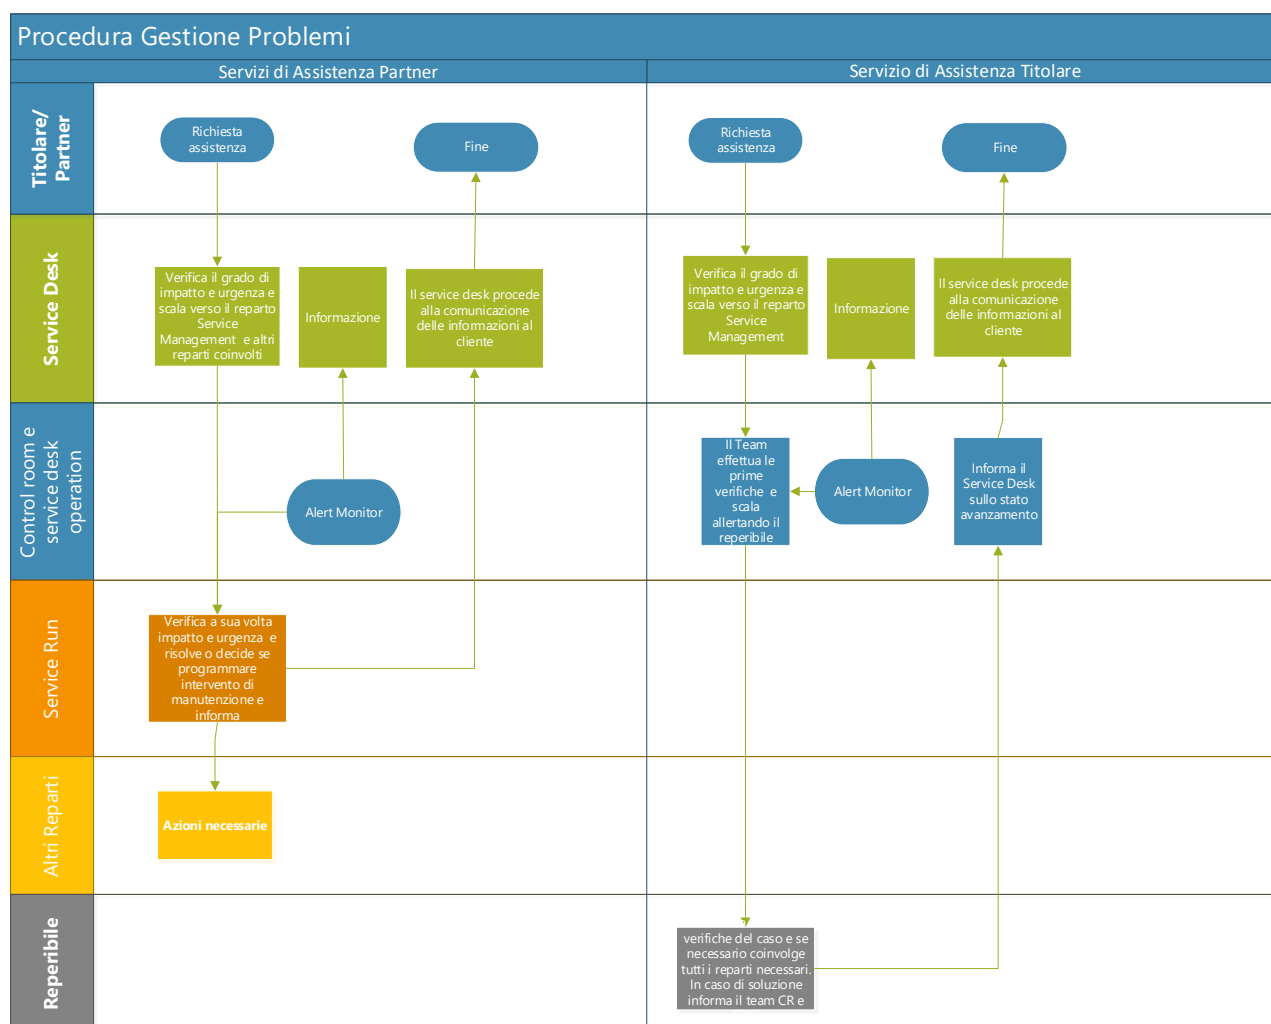 Procedura Gestione Problemi
Servizi di Assistenza Partner
Servizio di Assistenza Titolare
Titolare/
Partner
Richiesta
assistenza
Fine
Richiesta
assistenza
Fine
Service Desk
Verifica il grado di
impatto e urgenza e
scala verso il reparto
Service
Management e altri
reparti coinvolti
Informazione
Il service desk procede
alla comunicazione
delle informazioni al
cliente
Verifica il grado di
impatto e urgenza e
scala verso il reparto
Service
Management
Informazione
Il service desk procede
alla comunicazione
delle informazioni al
cliente
Control room e
service desk
operation
Alert Monitor
Il Team
effettua le
prime
verifiche e
scala
allertando il
reperibile
Alert Monitor
Informa il
Service Desk
sullo stato
avanzamento
Service Run
Verifica a sua volta
impatto e urgenza e
risolve o decide se
programmare
intervento di
manutenzione e
informa
Altri Reparti
Azioni necessarie
Reperibile
verifiche del caso e se
necessario coinvolge
tutti i reparti necessari.
In caso di soluzione
informa il team CR e